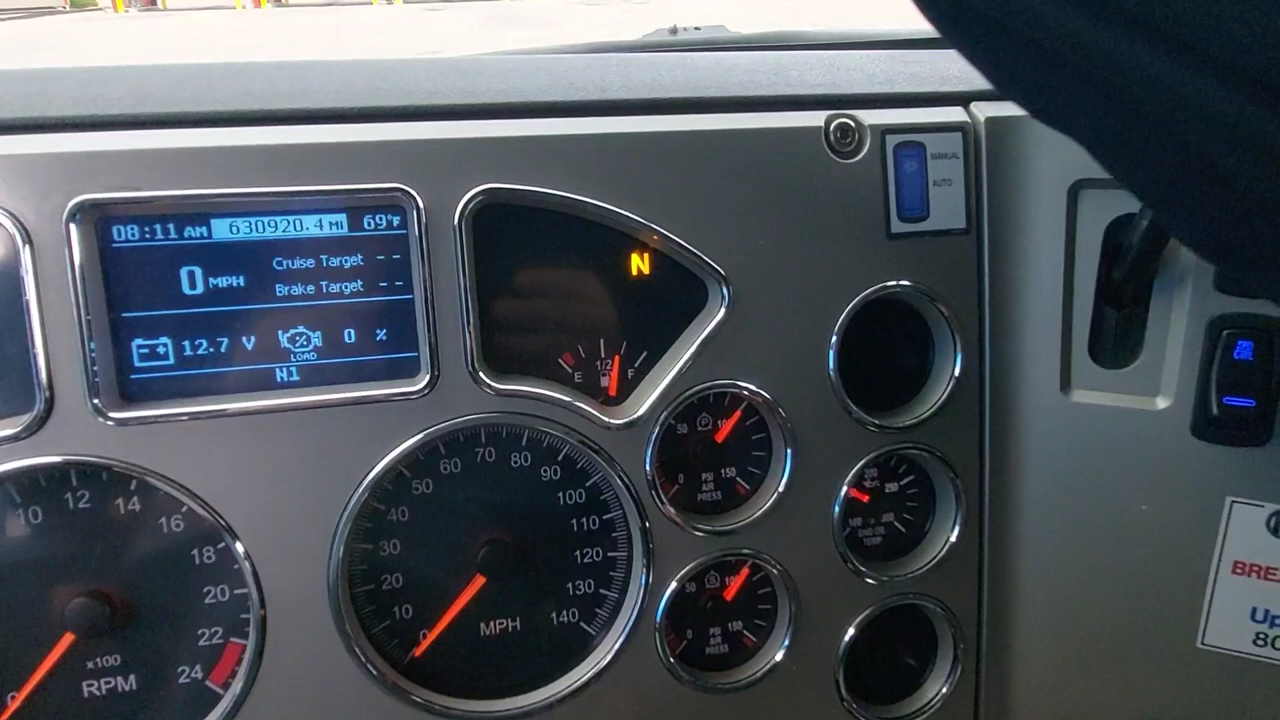 08:11 AM 630920.4 MI 69°F
0 MPH
Cruise Target --
Brake Target --
12.7 V
LOAD
0 %
N1
N
E 1/2 F
MANUAL
AUTO
10 12 14 16 18 20 22 24
x100
RPM
0 10 20 30 40 50 60 70 80 90 100 110 120 130 140
MPH
0 50 100 150
P
PSI
AIR
PRESS
0 50 100 150
S
PSI
AIR
PRESS
200 250
TEMP
BRE
Up
80